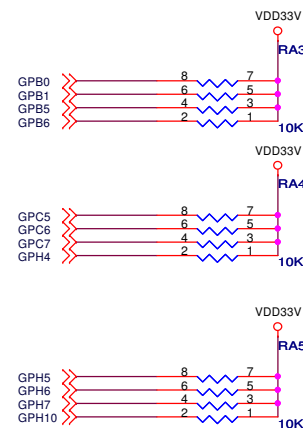 VDD33V
RA3
GPB0 8 7
GPB1 6 5
GPB5 4 3
GPB6 2 1
10K
VDD33V
RA4
GPC5 8 7
GPC6 6 5
GPC7 4 3
GPH4 2 1
10K
VDD33V
RA5
GPH5 8 7
GPH6 6 5
GPH7 4 3
GPH10 2 1
10K